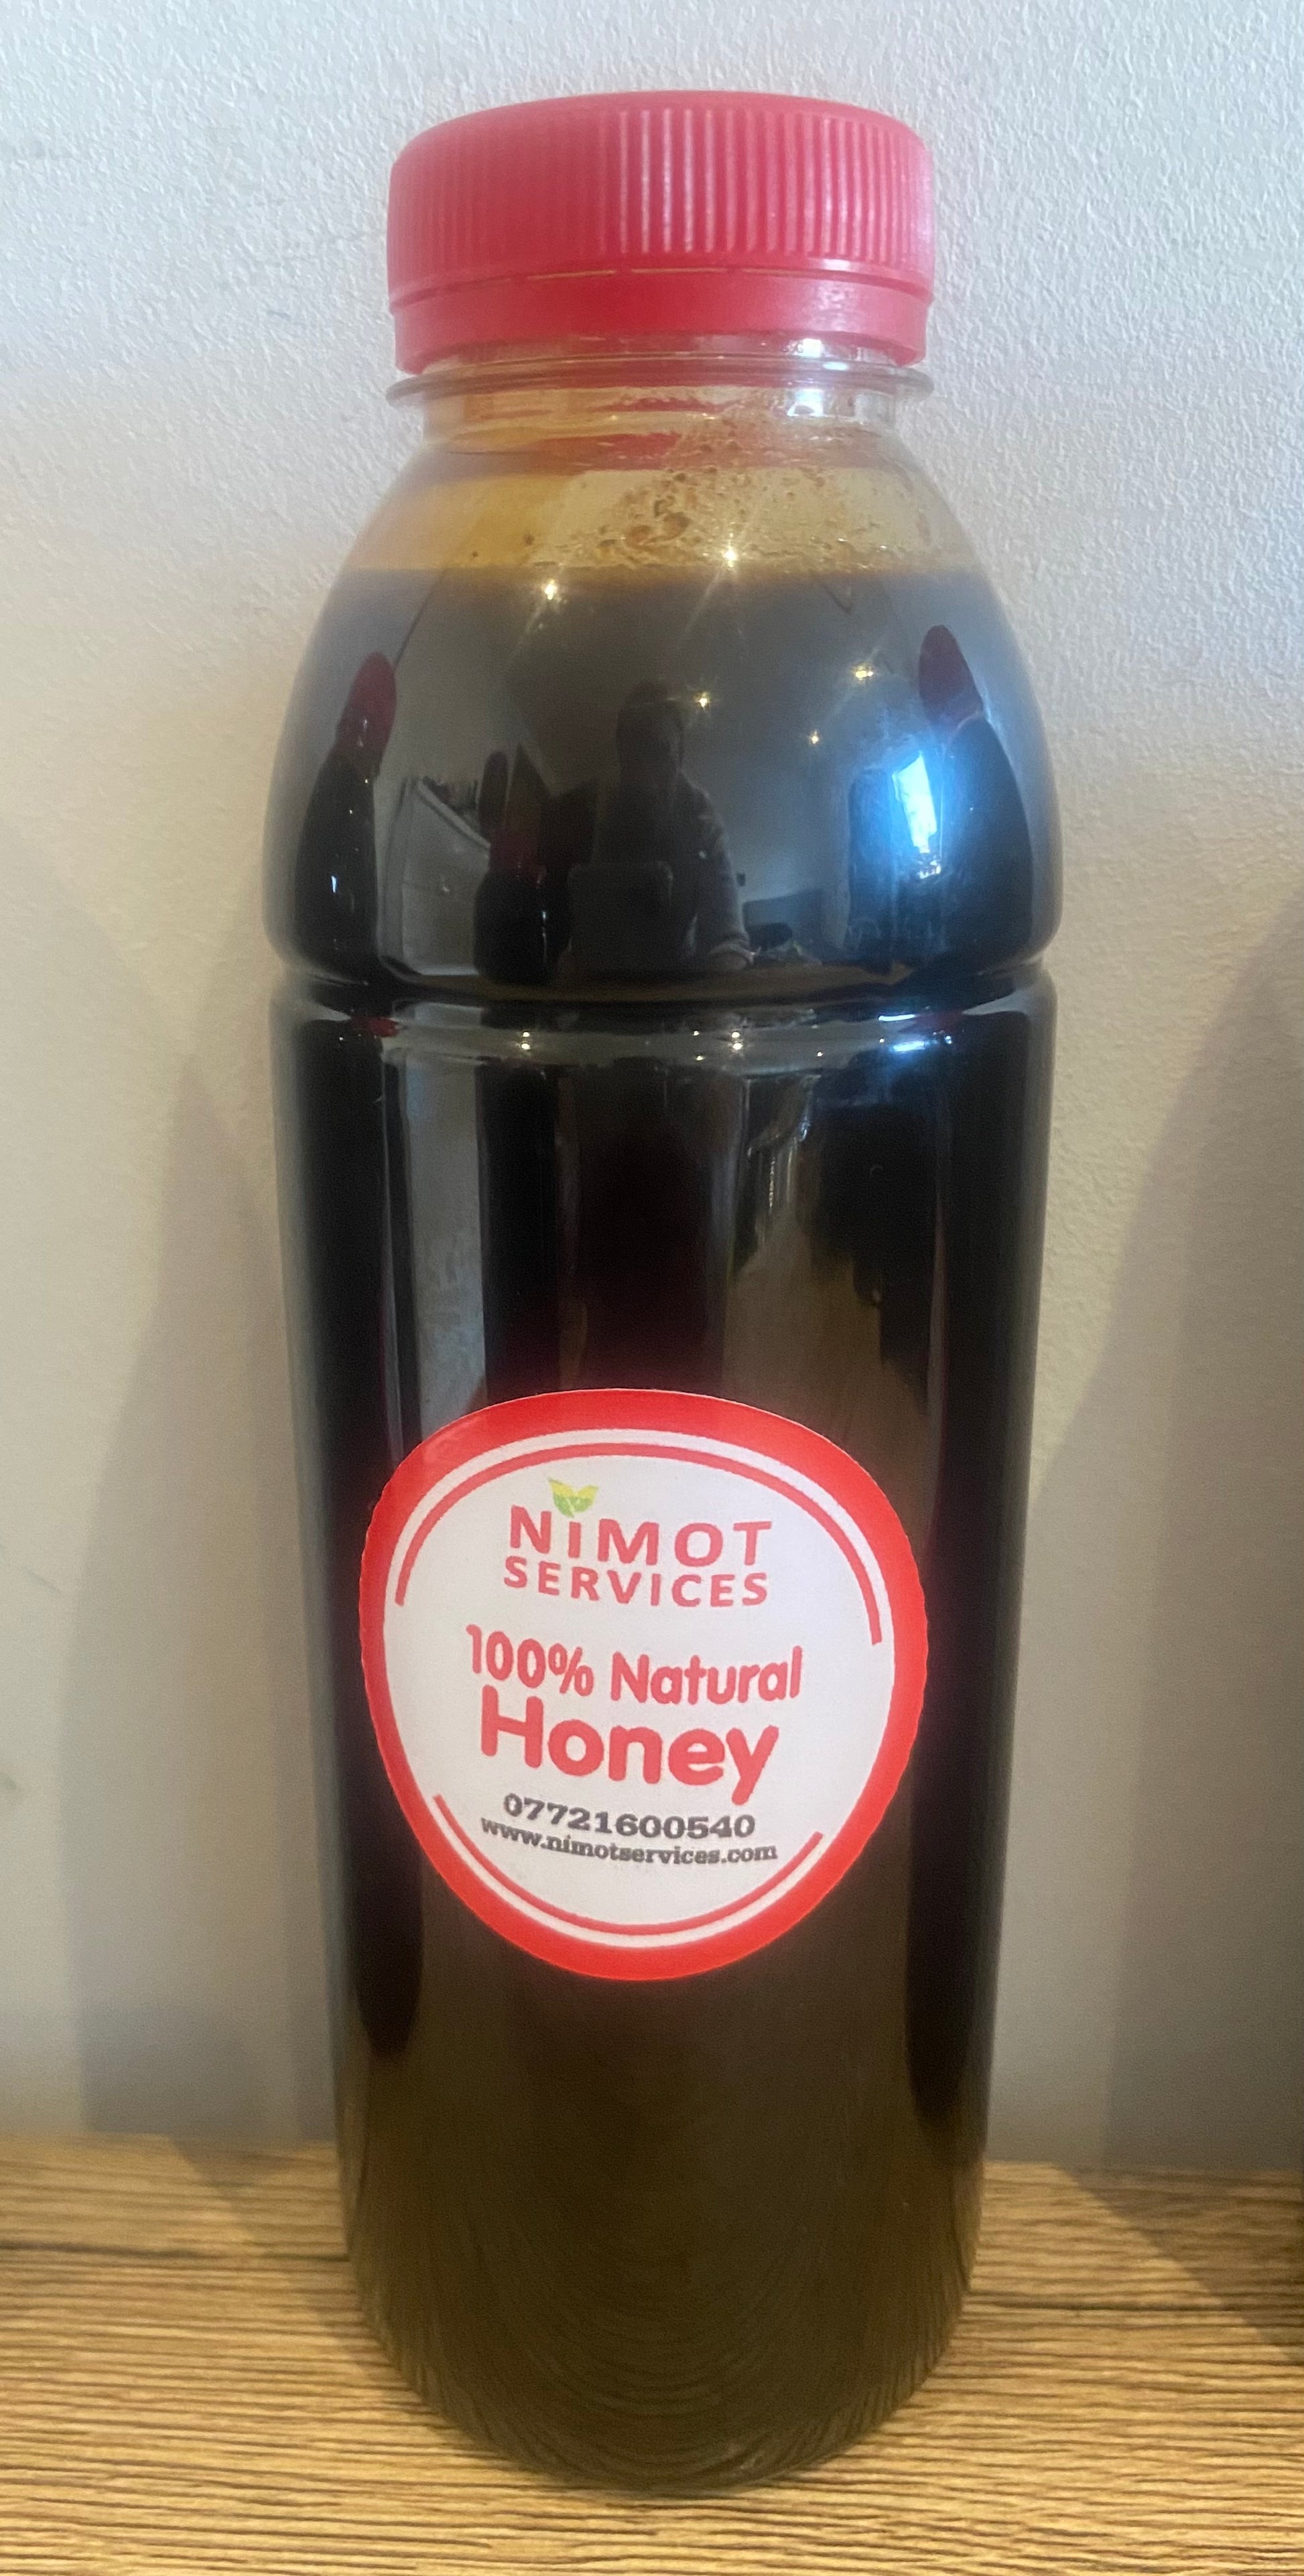 NiMOT
SERVICES
100% Natural
Honey
07721600540
www.nimotservices.com